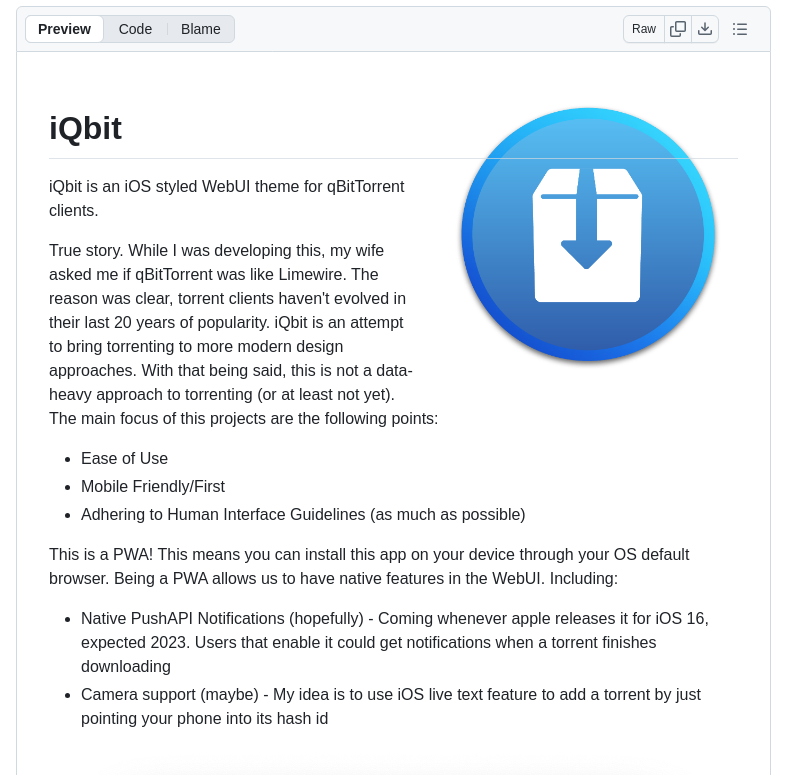 Preview Code Blame Raw
iQbit
iQbit is an iOS styled WebUI theme for qBitTorrent
clients.
True story. While I was developing this, my wife
asked me if qBitTorrent was like Limewire. The
reason was clear, torrent clients haven't evolved in
their last 20 years of popularity. iQbit is an attempt
to bring torrenting to more modern design
approaches. With that being said, this is not a data-
heavy approach to torrenting (or at least not yet).
The main focus of this projects are the following points:
• Ease of Use
• Mobile Friendly/First
• Adhering to Human Interface Guidelines (as much as possible)
This is a PWA! This means you can install this app on your device through your OS default
browser. Being a PWA allows us to have native features in the WebUI. Including:
• Native PushAPI Notifications (hopefully) - Coming whenever apple releases it for iOS 16,
expected 2023. Users that enable it could get notifications when a torrent finishes
downloading
• Camera support (maybe) - My idea is to use iOS live text feature to add a torrent by just
pointing your phone into its hash id